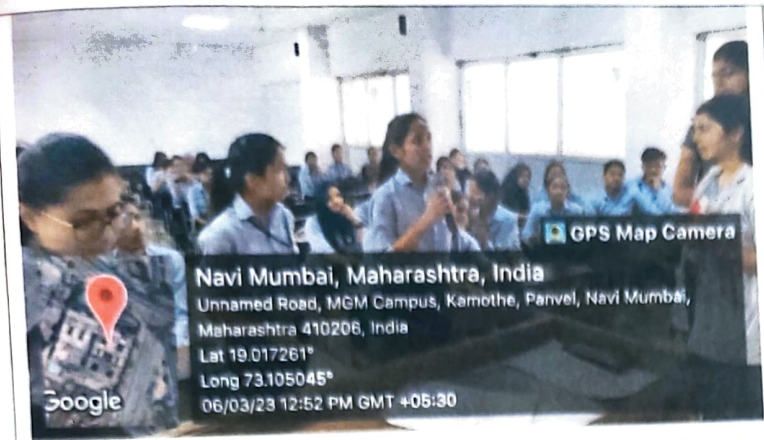 GPS Map Camera
Navi Mumbai, Maharashtra, India
Unnamed Road, MGM Campus, Kamothe, Panvel, Navi Mumbai,
Maharashtra 410206, India
Lat 19.017261°
Long 73.105045°
06/03/23 12:52 PM GMT +05:30
Google